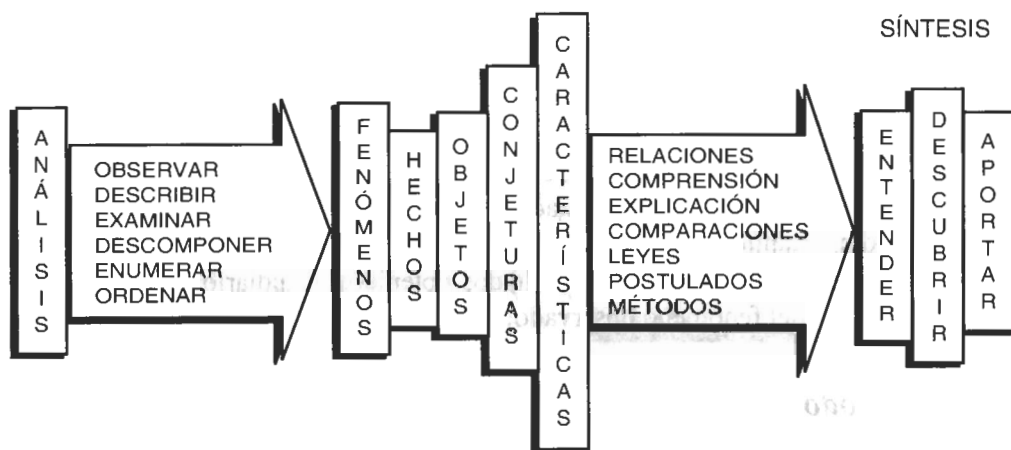 SÍNTESIS
ANÁLISIS
OBSERVAR
DESCRIBIR
EXAMINAR
DESCOMPONER
ENUMERAR
ORDENAR
FENÓMENOS
HECHOS
OBJETOS
CONJETURAS
CARACTERÍSTICAS
RELACIONES
COMPRENSIÓN
EXPLICACIÓN
COMPARACIONES
LEYES
POSTULADOS
MÉTODOS
ENTENDER
DESCUBRIR
APORTAR